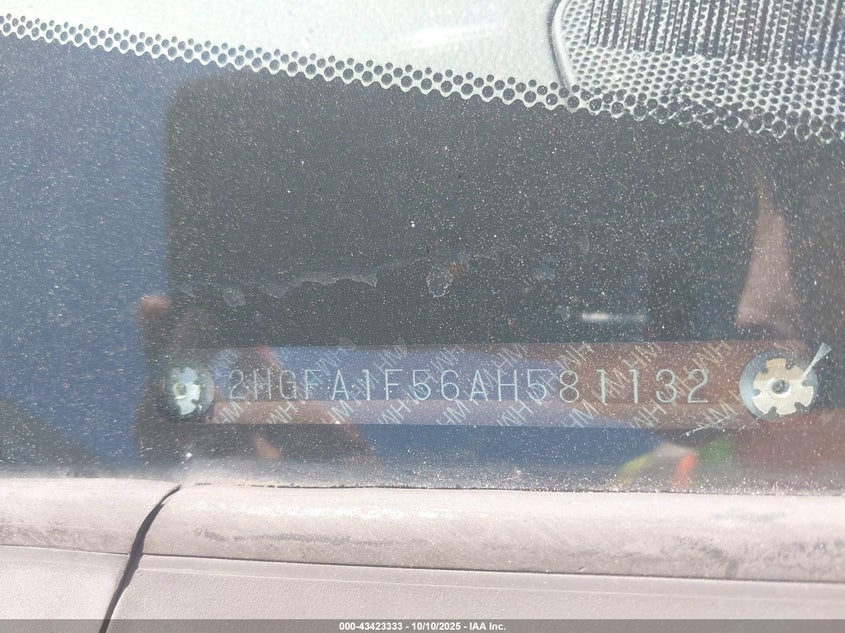 2HGFA1F56AH581132
000-43423333 | 10/10/2025 - IAA Inc.